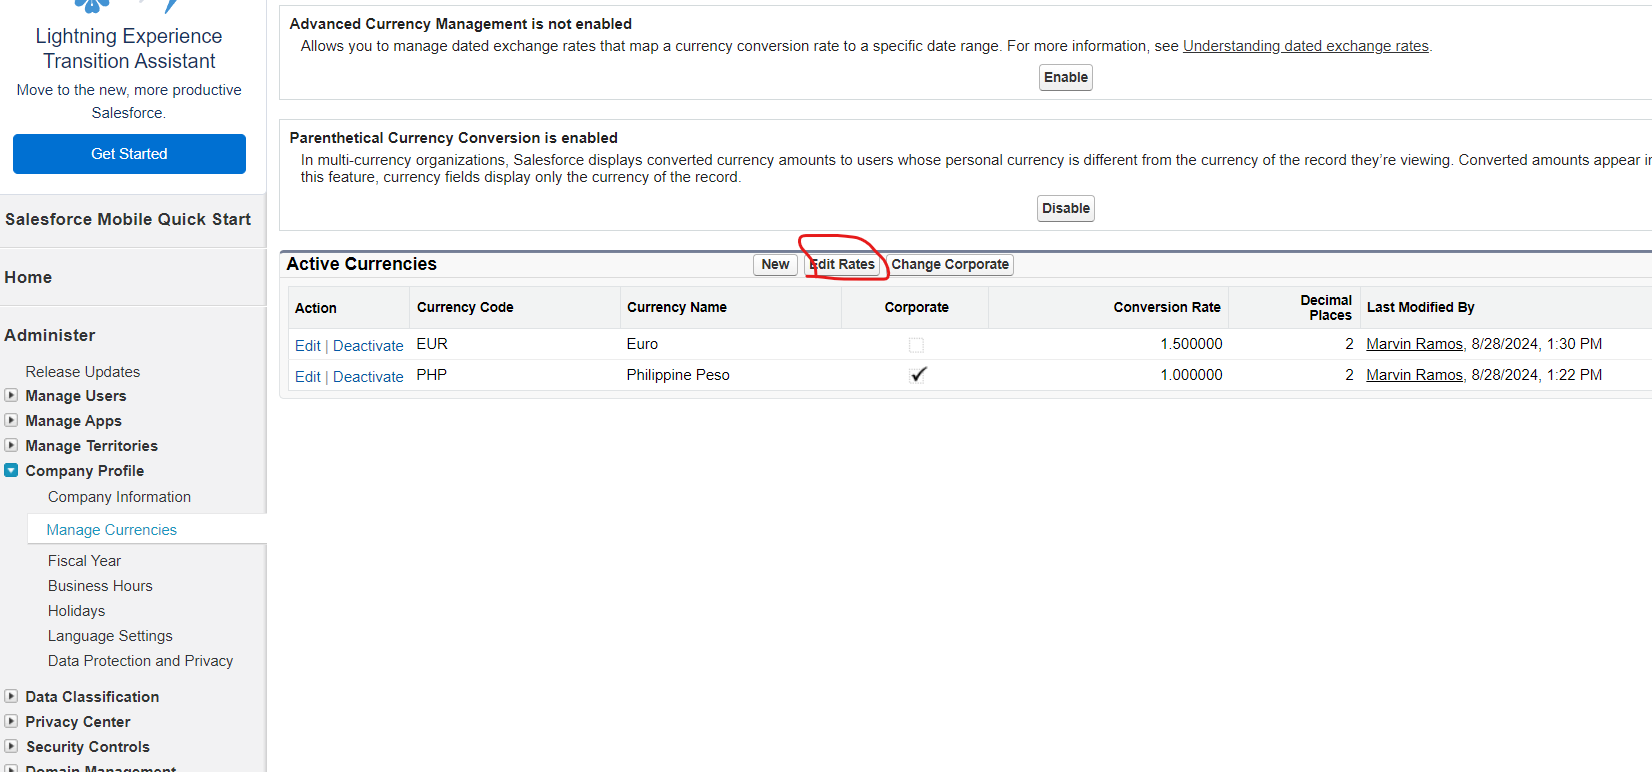 Lightning Experience
Transition Assistant
Move to the new, more productive
Salesforce.
Get Started
Salesforce Mobile Quick Start
Home
Administer
Release Updates
Manage Users
Manage Apps
Manage Territories
Company Profile
Company Information
Manage Currencies
Fiscal Year
Business Hours
Holidays
Language Settings
Data Protection and Privacy
Data Classification
Privacy Center
Security Controls
Domain Management
Advanced Currency Management is not enabled
Allows you to manage dated exchange rates that map a currency conversion rate to a specific date range. For more information, see Understanding dated exchange rates.
Enable
Parenthetical Currency Conversion is enabled
In multi-currency organizations, Salesforce displays converted currency amounts to users whose personal currency is different from the currency of the record they’re viewing. Converted amounts appear in
this feature, currency fields display only the currency of the record.
Disable
Active Currencies New Edit Rates Change Corporate
Action Currency Code Currency Name Corporate Conversion Rate Decimal Places Last Modified By
Edit | Deactivate EUR Euro 1.500000 2 Marvin Ramos, 8/28/2024, 1:30 PM
Edit | Deactivate PHP Philippine Peso 1.000000 2 Marvin Ramos, 8/28/2024, 1:22 PM